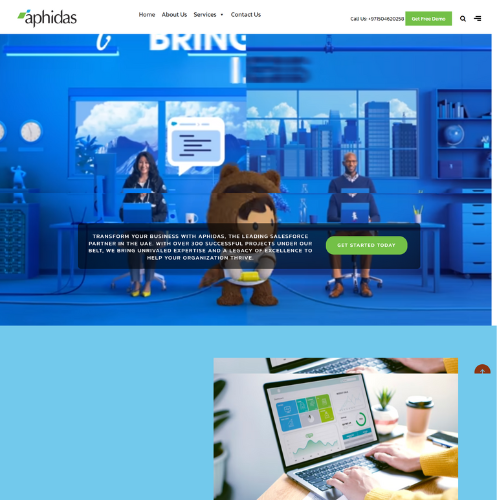 aphidas
Home About Us Services Contact Us
Call Us: +971504620258
Get Free Demo
BRING
TRANSFORM YOUR BUSINESS WITH APHIDAS, THE LEADING SALESFORCE
PARTNER IN THE UAE. WITH OVER 300 SUCCESSFUL PROJECTS UNDER OUR
BELT, WE BRING UNRIVALED EXPERTISE AND A LEGACY OF EXCELLENCE TO
HELP YOUR ORGANIZATION THRIVE.
GET STARTED TODAY